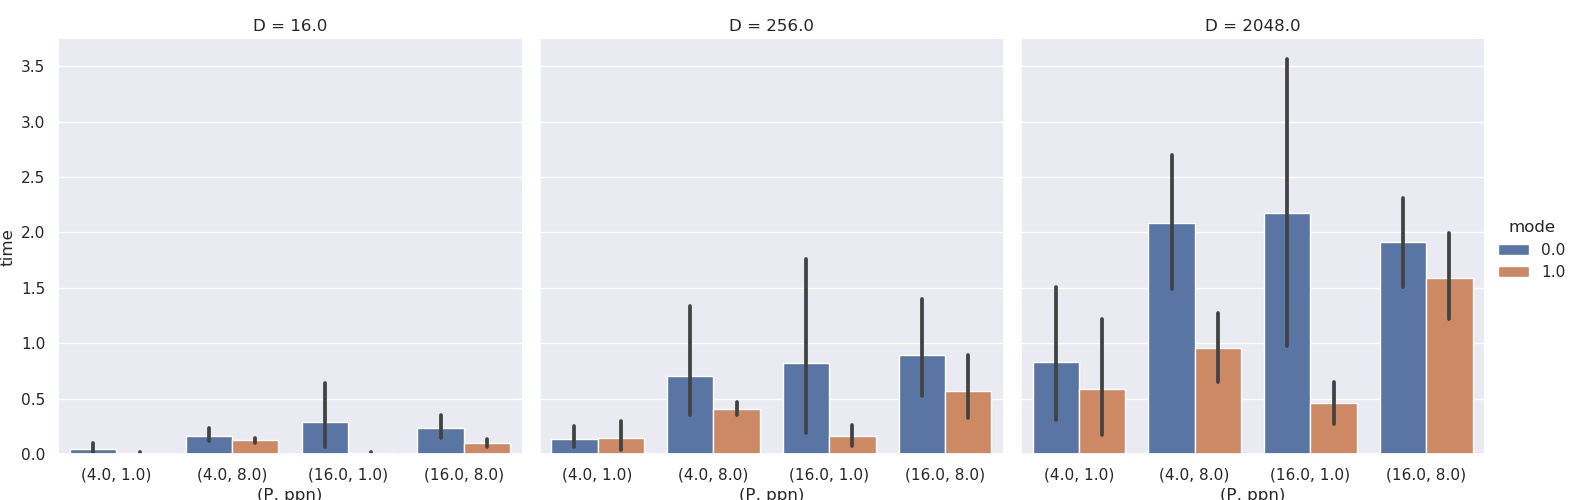 D = 16.0
D = 256.0
D = 2048.0
time
3.5
3.0
2.5
2.0
1.5
1.0
0.5
0.0
(4.0, 1.0) (4.0, 8.0) (16.0, 1.0) (16.0, 8.0)
(P, ppn)
(4.0, 1.0) (4.0, 8.0) (16.0, 1.0) (16.0, 8.0)
(P, ppn)
(4.0, 1.0) (4.0, 8.0) (16.0, 1.0) (16.0, 8.0)
(P, ppn)
mode
0.0
1.0